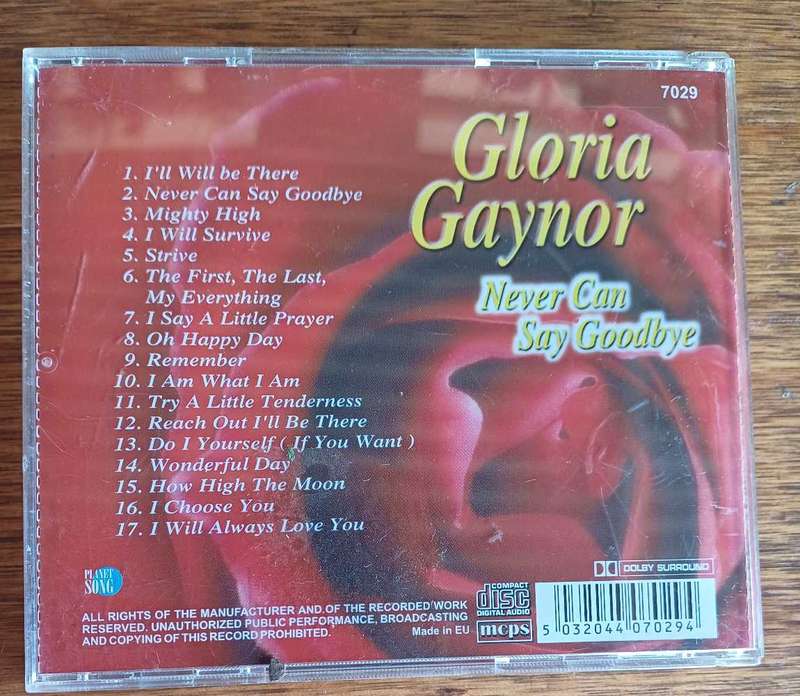 7029
Gloria
Gaynor
Never Can
Say Goodbye
1. I'll Will be There
2. Never Can Say Goodbye
3. Mighty High
4. I Will Survive
5. Strive
6. The First, The Last,
My Everything
7. I Say A Little Prayer
8. Oh Happy Day
9. Remember
10. I Am What I Am
11. Try A Little Tenderness
12. Reach Out I'll Be There
13. Do I Yourself ( If You Want )
14. Wonderful Day
15. How High The Moon
16. I Choose You
17. I Will Always Love You
PLANET
SONG
ALL RIGHTS OF THE MANUFACTURER AND OF THE RECORDED WORK
RESERVED. UNAUTHORIZED PUBLIC PERFORMANCE, BROADCASTING
AND COPYING OF THIS RECORD PROHIBITED.
Made in EU
COMPACT
disc
DIGITAL AUDIO
mcps
DOLBY SURROUND
5 032044 070294